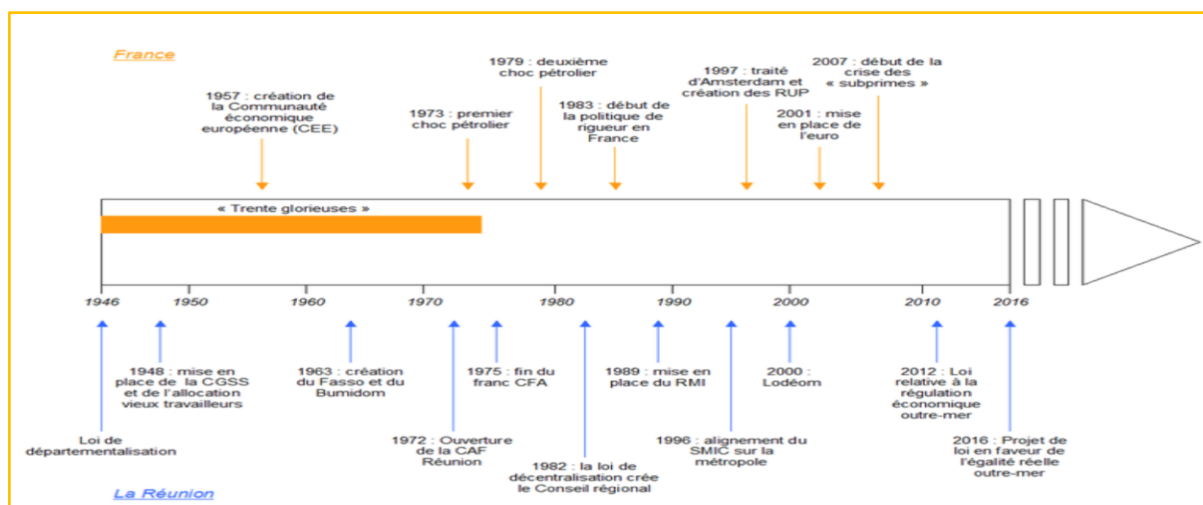 France
1957 : création de
la Communauté
économique
européenne (CEE)
1973 : premier
choc pétrolier
1979 : deuxième
choc pétrolier
1983 : début de
la politique de
rigueur en
France
1997 : traité
d'Amsterdam et
création des RUP
2001 : mise
en place de
l'euro
2007 : début de la
crise des
« subprimes »
« Trente glorieuses »
1946
1950
1960
1970
1980
1990
2000
2010
2016
Loi de
départementalisation
1948 : mise en
place de la CGSS
et de l'allocation
vieux travailleurs
1963 : création
du Fasso et du
Bumidom
1972 : Ouverture
de la CAF
Réunion
1975 : fin du
franc CFA
1982 : la loi de
décentralisation crée
le Conseil régional
1989 : mise en
place du RMI
1996 : alignement du
SMIC sur la
métropole
2000 :
Lodéom
2012 : Loi
relative à la
régulation
économique
outre-mer
2016 : Projet de
loi en faveur de
l'égalité réelle
outre-mer
La Réunion